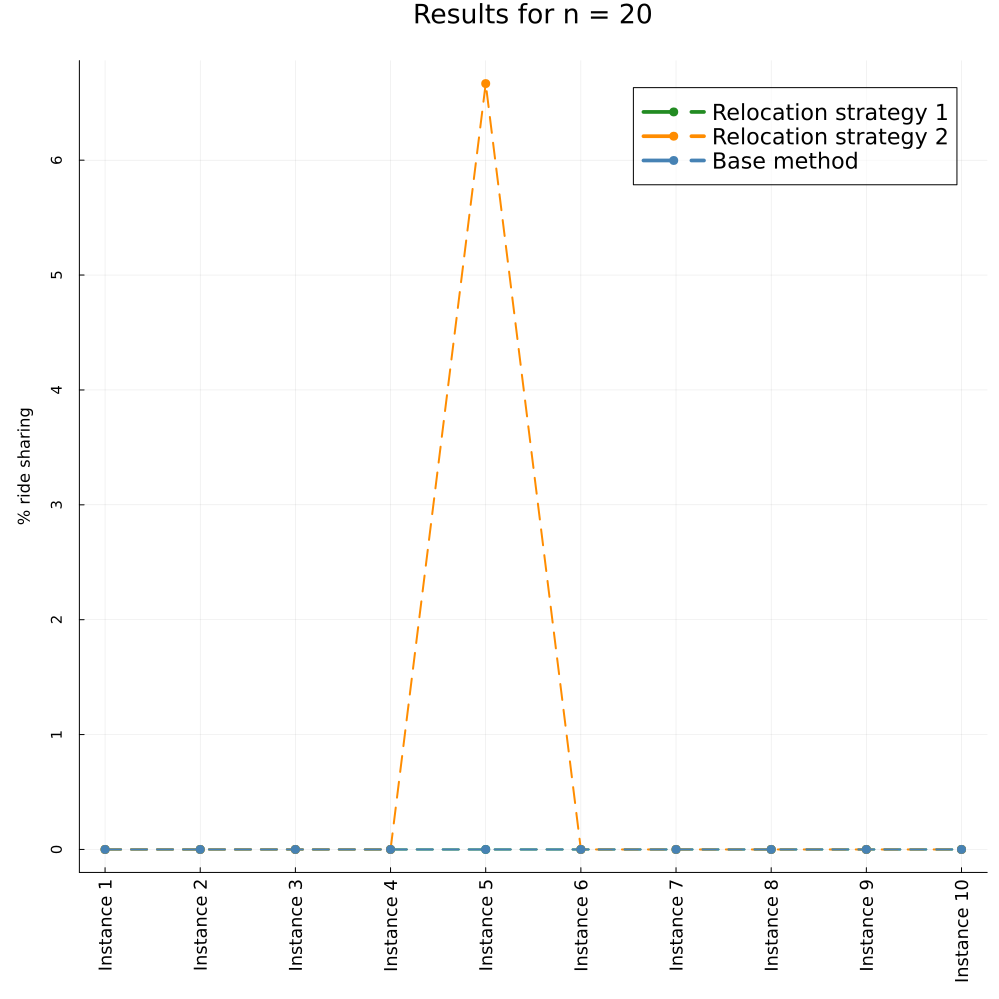 Results for n = 20
Relocation strategy 1
Relocation strategy 2
Base method
% ride sharing
6
5
4
3
2
1
0
Instance 1
Instance 2
Instance 3
Instance 4
Instance 5
Instance 6
Instance 7
Instance 8
Instance 9
Instance 10